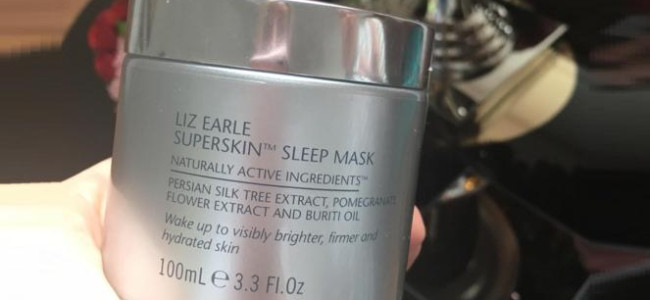 LIZ EARLE
SUPERSKIN™ SLEEP MASK
NATURALLY ACTIVE INGREDIENTS™
PERSIAN SILK TREE EXTRACT, POMEGRANATE
FLOWER EXTRACT AND BURITI OIL
Wake up to visibly brighter, firmer and
hydrated skin
100mL e 3.3 Fl.Oz